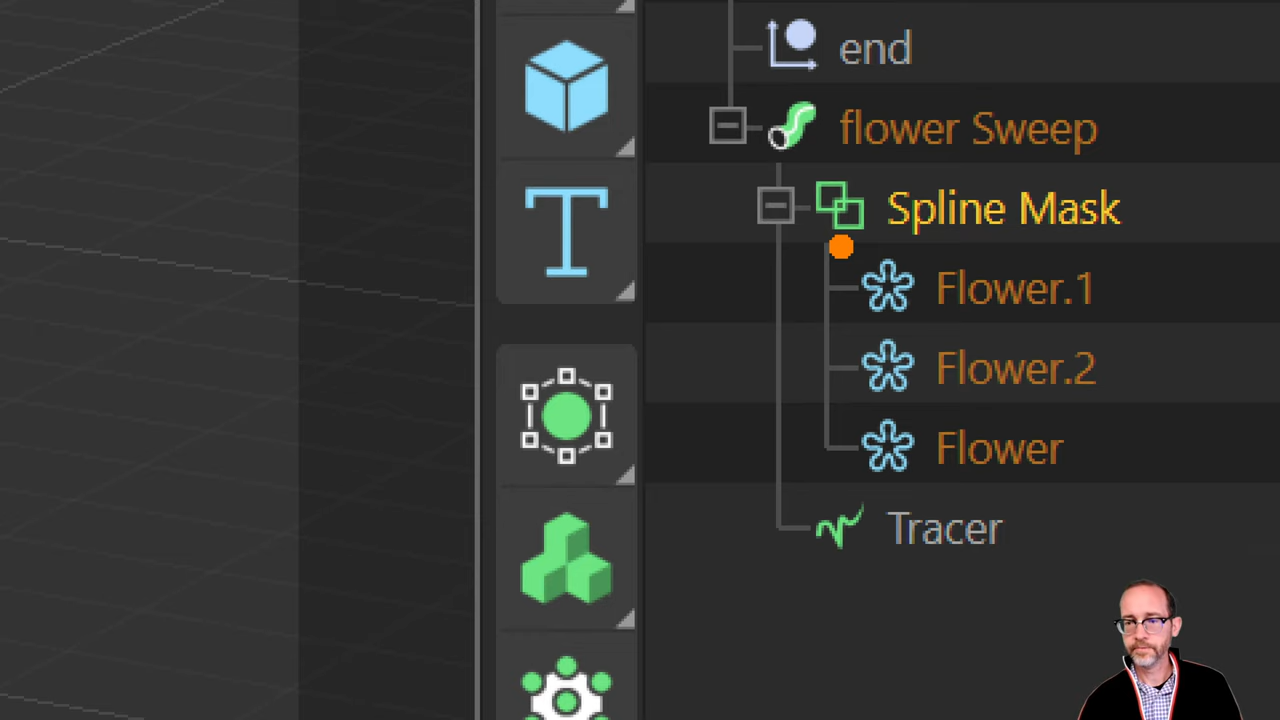 end
flower Sweep
Spline Mask
Flower.1
Flower.2
Flower
Tracer